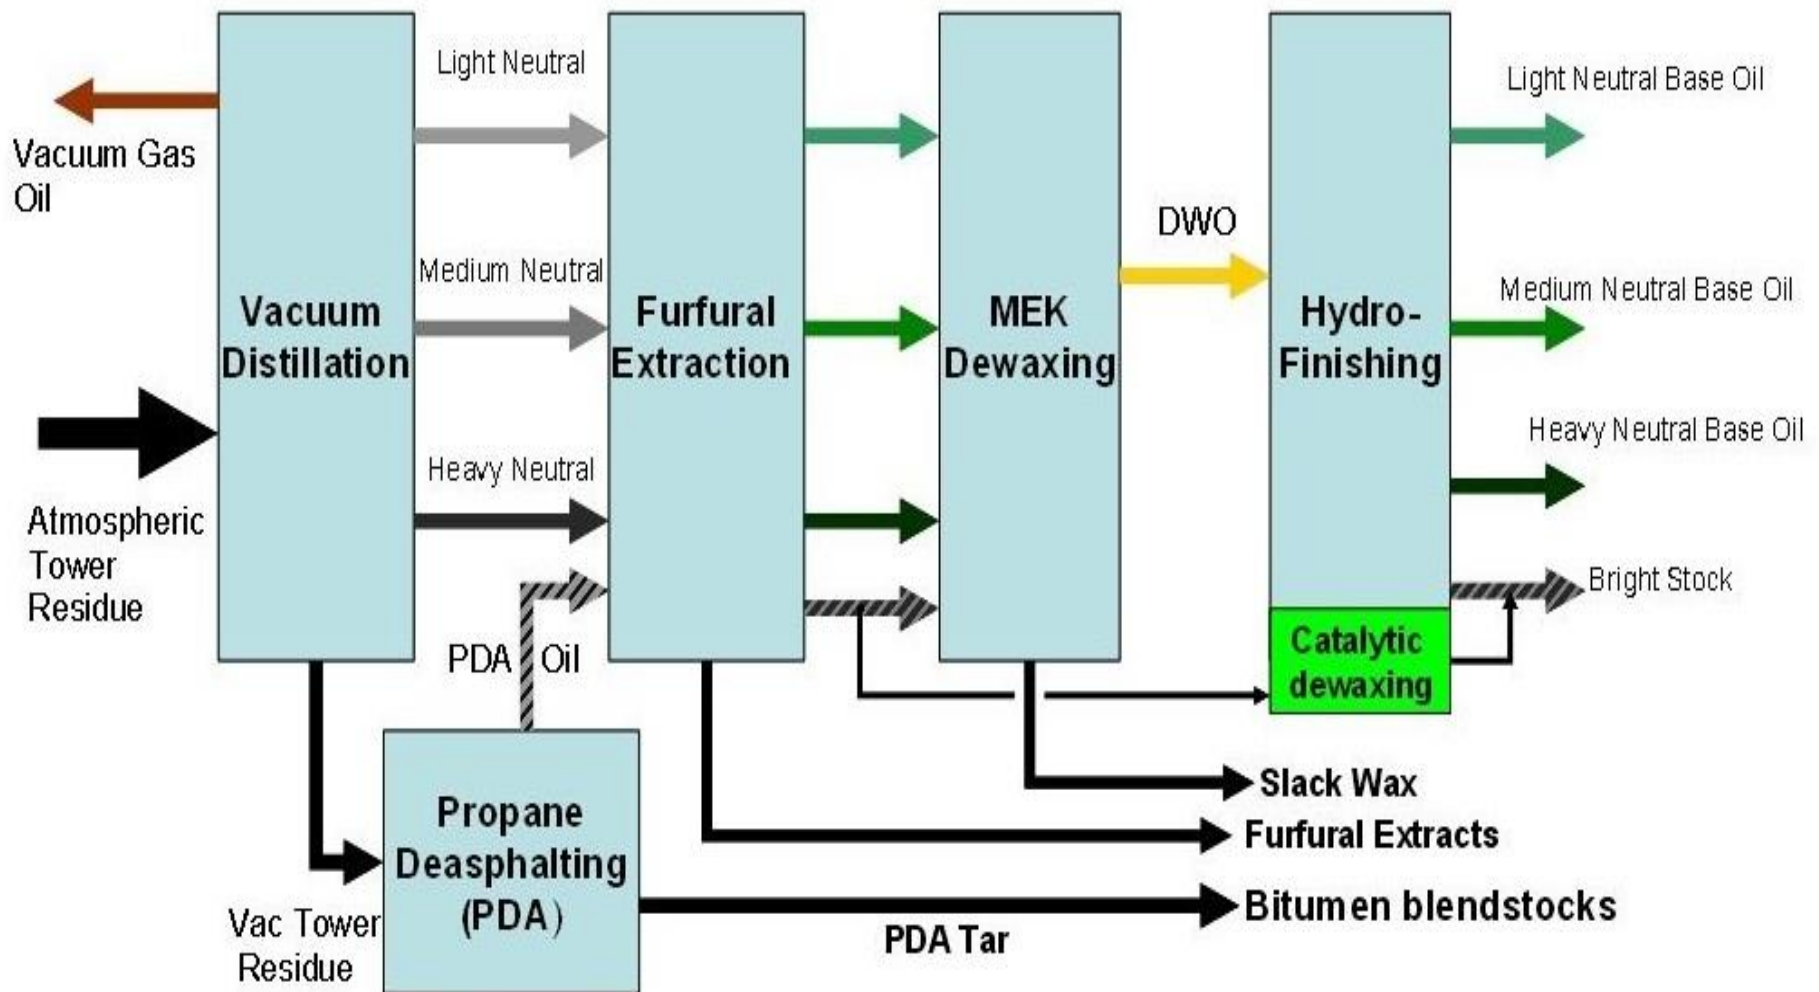 Light Neutral
Light Neutral Base Oil
Vacuum Gas
Oil
DWO
Medium Neutral
Medium Neutral Base Oil
Vacuum
Distillation
Furfural
Extraction
MEK
Dewaxing
Hydro-
Finishing
Heavy Neutral
Heavy Neutral Base Oil
Atmospheric
Tower
Residue
Bright Stock
PDA Oil
Catalytic
dewaxing
Slack Wax
Propane
Deasphalting
(PDA)
Furfural Extracts
Bitumen blendstocks
Vac Tower
Residue
PDA Tar